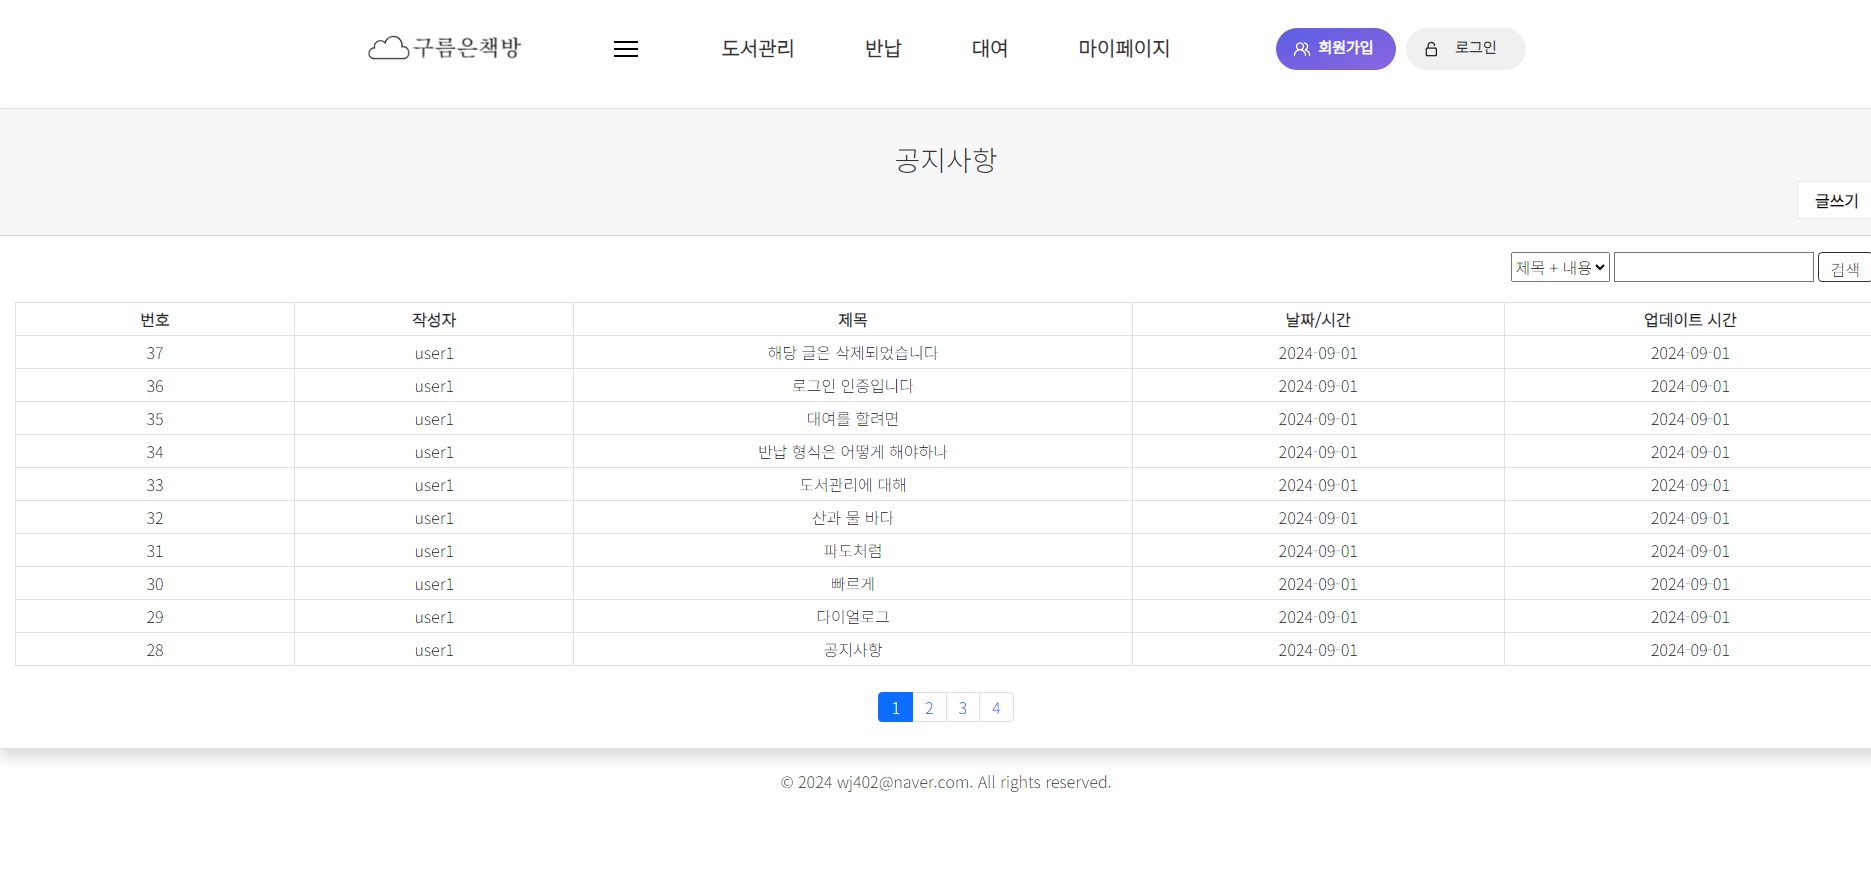 구름은책방 도서관리 반납 대여 마이페이지 회원가입 로그인
공지사항
글쓰기
제목 + 내용 검색
번호 작성자 제목 날짜/시간 업데이트 시간
37 user1 해당 글은 삭제되었습니다 2024-09-01 2024-09-01
36 user1 로그인 인증입니다 2024-09-01 2024-09-01
35 user1 대여를 할려면 2024-09-01 2024-09-01
34 user1 반납 형식은 어떻게 해야하나 2024-09-01 2024-09-01
33 user1 도서관리에 대해 2024-09-01 2024-09-01
32 user1 산과 물 바다 2024-09-01 2024-09-01
31 user1 파도처럼 2024-09-01 2024-09-01
30 user1 빠르게 2024-09-01 2024-09-01
29 user1 다이얼로그 2024-09-01 2024-09-01
28 user1 공지사항 2024-09-01 2024-09-01
1 2 3 4
© 2024 wj402@naver.com. All rights reserved.